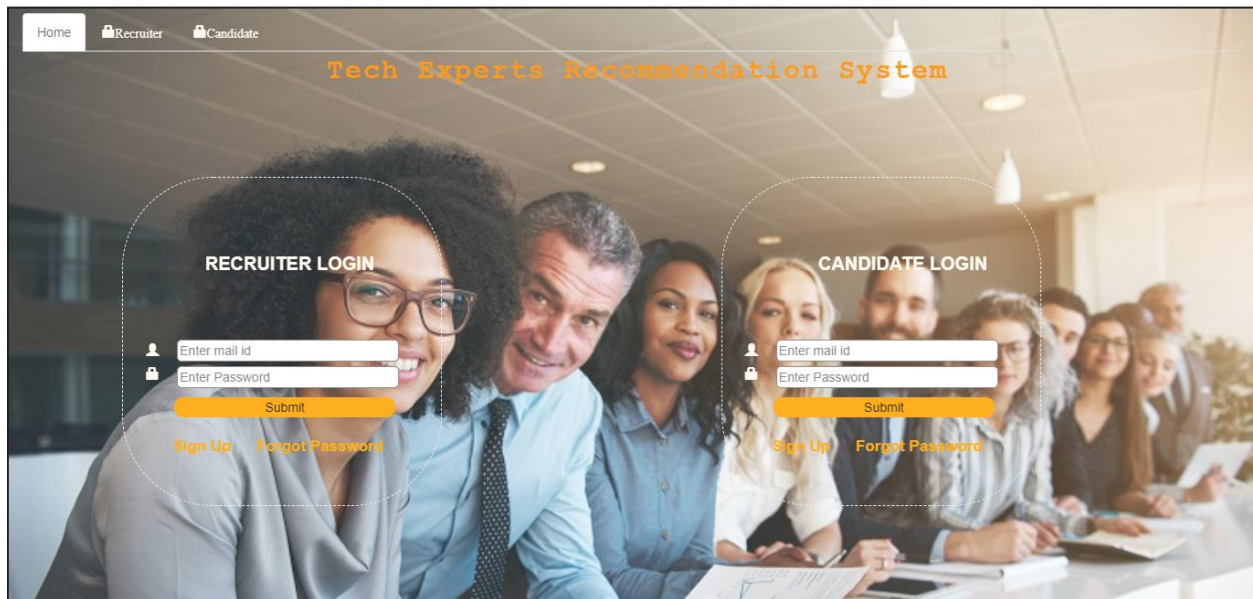 Home Recruiter Candidate
Tech Experts Recommendation System
RECRUITER LOGIN
Enter mail id
Enter Password
Submit
Sign Up Forgot Password
CANDIDATE LOGIN
Enter mail id
Enter Password
Submit
Sign Up Forgot Password